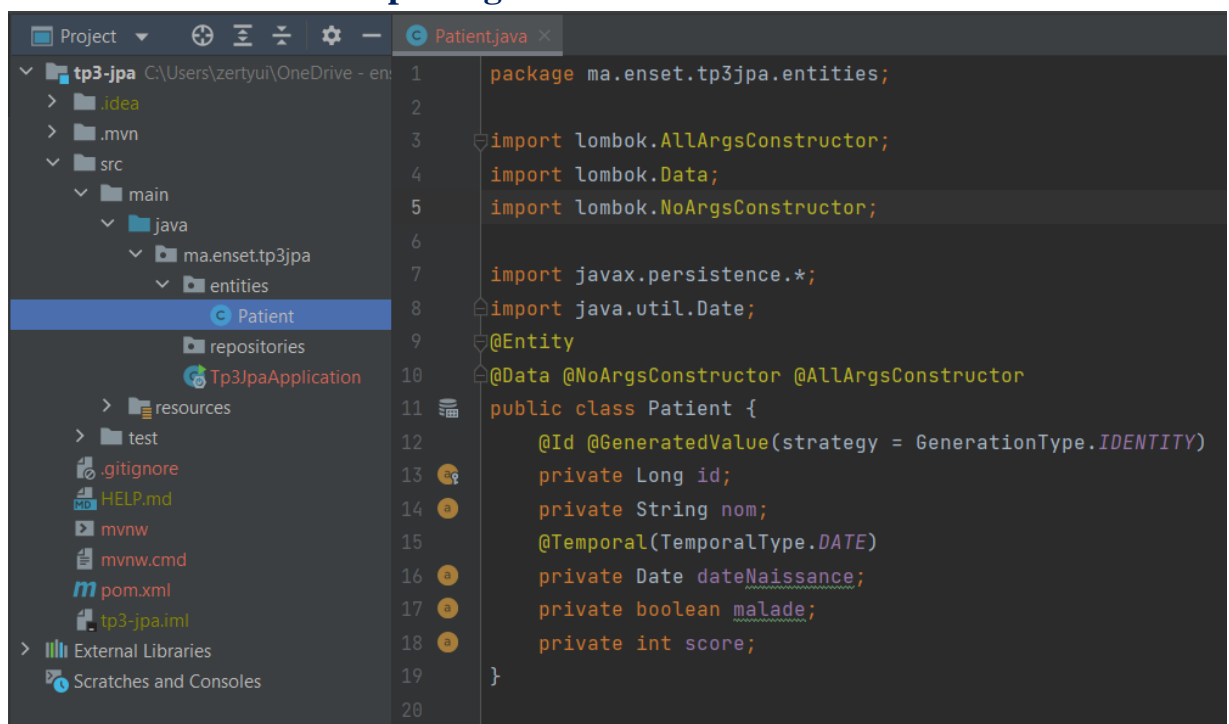 Project
tp3-jpa C:\Users\zertyui\OneDrive - ens
.idea
.mvn
src
main
java
ma.enset.tp3jpa
entities
Patient
repositories
Tp3JpaApplication
resources
test
.gitignore
HELP.md
mvnw
mvnw.cmd
pom.xml
tp3-jpa.iml
External Libraries
Scratches and Consoles
Patient.java
1 package ma.enset.tp3jpa.entities;
2
3 import lombok.AllArgsConstructor;
4 import lombok.Data;
5 import lombok.NoArgsConstructor;
6
7 import javax.persistence.*;
8 import java.util.Date;
9 @Entity
10 @Data @NoArgsConstructor @AllArgsConstructor
11 public class Patient {
12 @Id @GeneratedValue(strategy = GenerationType.IDENTITY)
13 private Long id;
14 private String nom;
15 @Temporal(TemporalType.DATE)
16 private Date dateNaissance;
17 private boolean malade;
18 private int score;
19 }
20